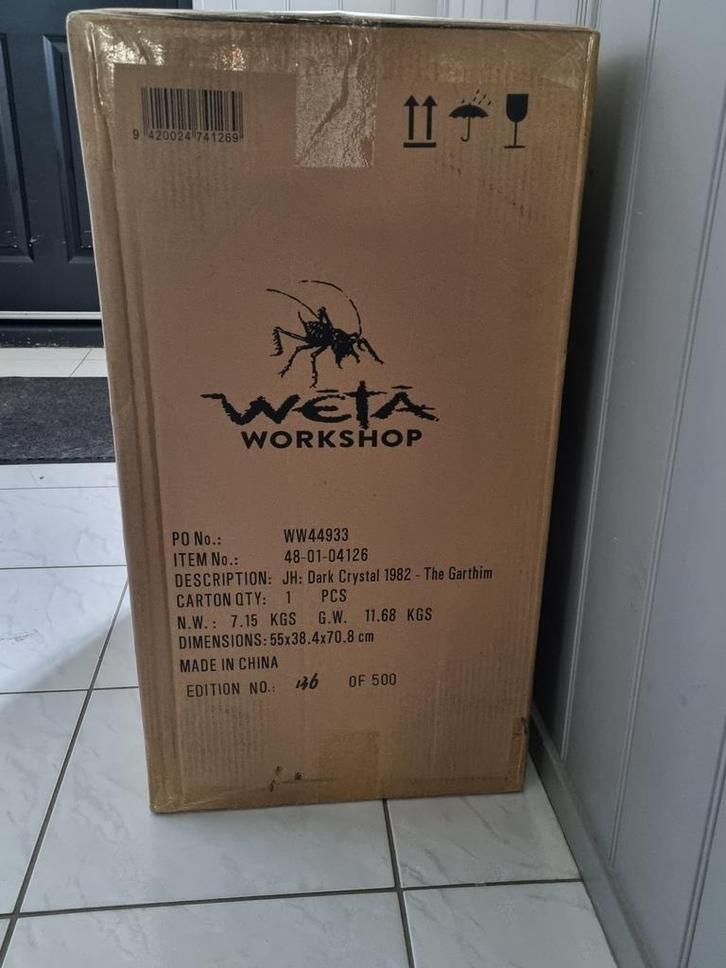 9 420024 741269
WĒTĀ
WORKSHOP
PO No.: WW44933
ITEM No.: 48-01-04126
DESCRIPTION: JH: Dark Crystal 1982 - The Garthim
CARTON QTY: 1 PCS
N.W.: 7.15 KGS G.W. 11.68 KGS
DIMENSIONS: 55x38.4x70.8 cm
MADE IN CHINA
EDITION NO.: 136 OF 500